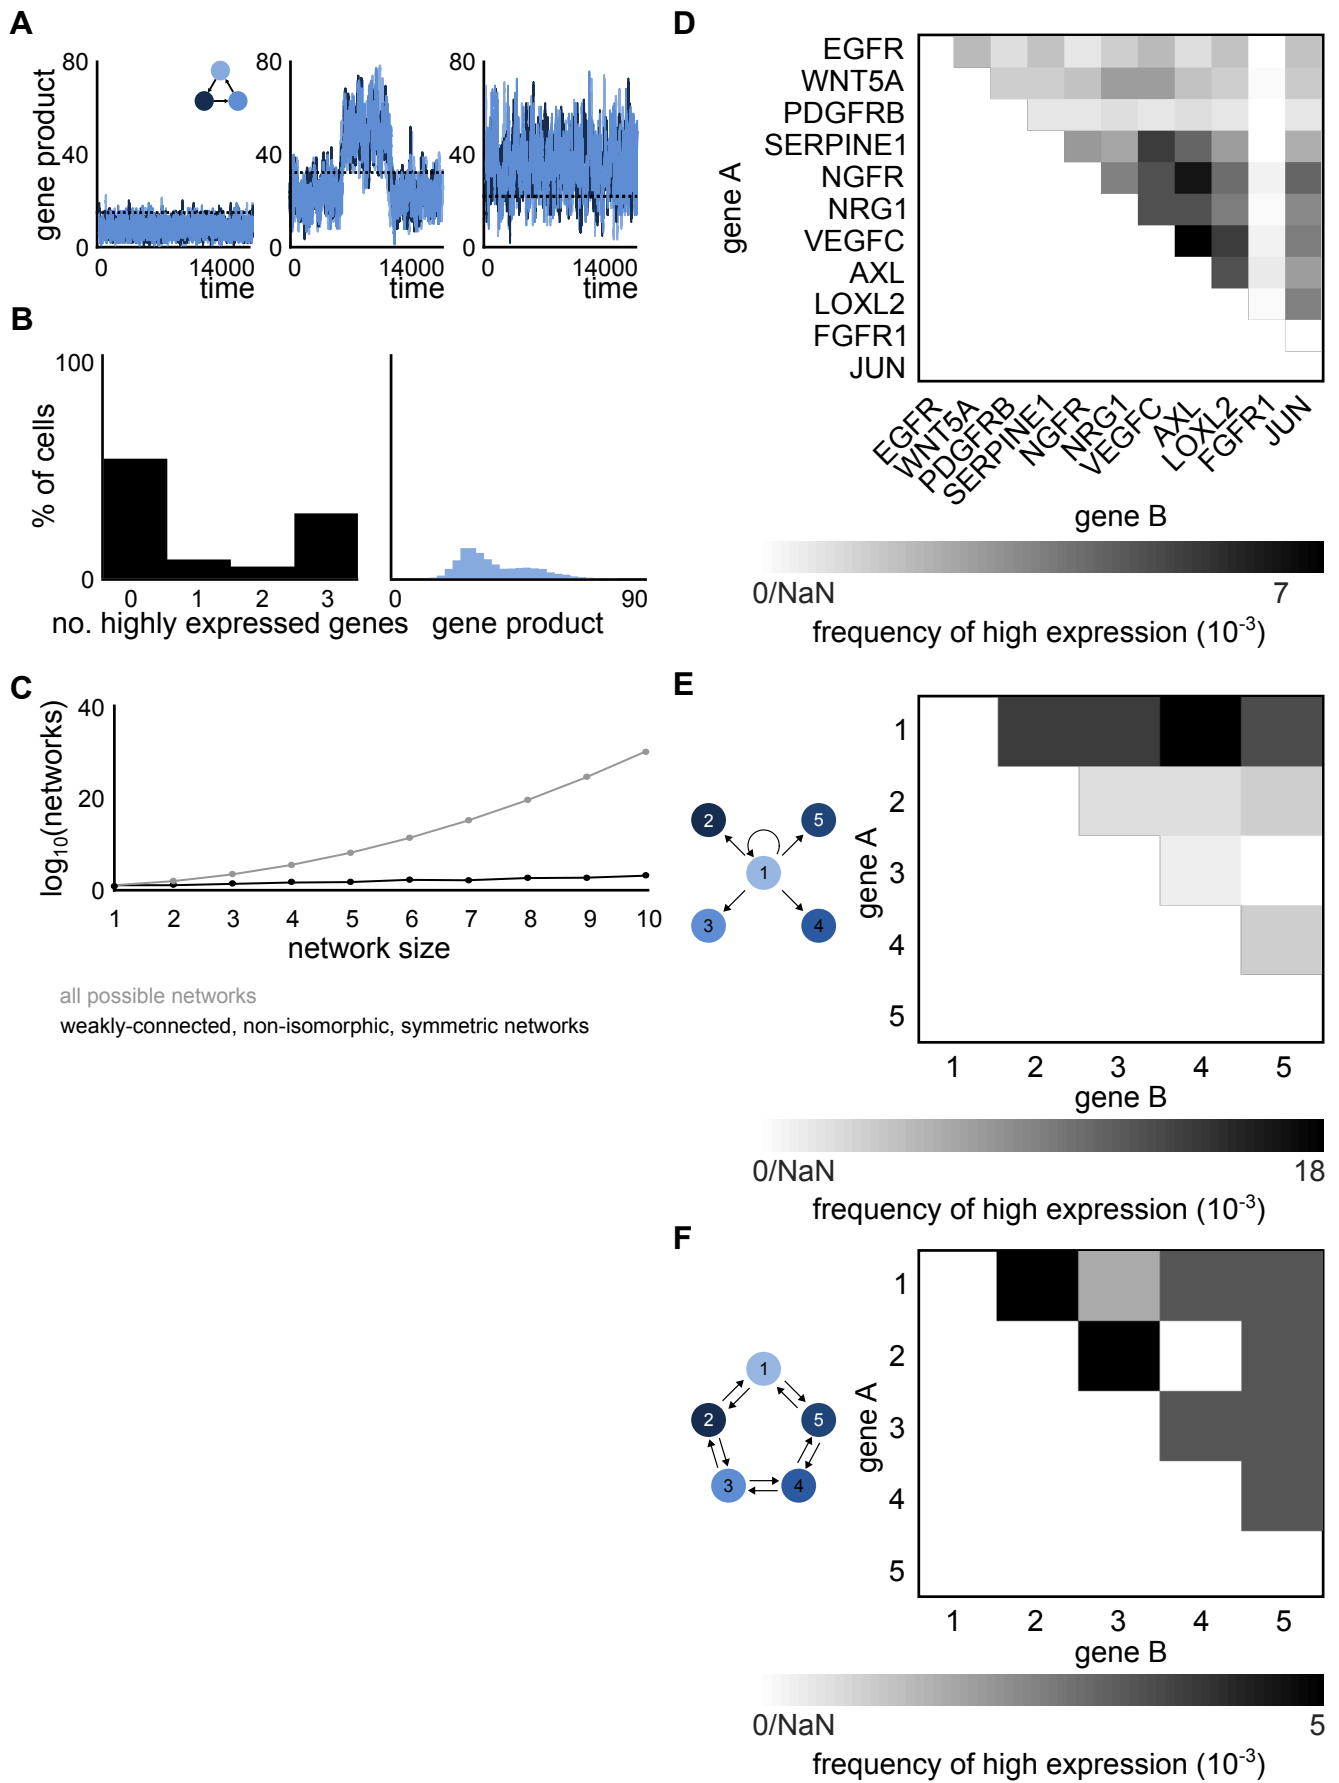 A
gene product
80
40
0
0
14000
time
80
40
0
0
14000
time
80
40
0
0
14000
time
B
% of cells
100
0
0
1
2
3
no. highly expressed genes
0
90
gene product
C
log10(networks)
40
20
0
1
2
3
4
5
6
7
8
9
10
network size
all possible networks
weakly-connected, non-isomorphic, symmetric networks
D
gene A
EGFR
WNT5A
PDGFRB
SERPINE1
NGFR
NRG1
VEGFC
AXL
LOXL2
FGFR1
JUN
EGFR
WNT5A
PDGFRB
SERPINE1
NGFR
NRG1
VEGFC
AXL
LOXL2
FGFR1
JUN
gene B
0/NaN
7
frequency of high expression (10-3)
E
2
5
1
3
4
gene A
1
2
3
4
5
1
2
3
4
5
gene B
0/NaN
18
frequency of high expression (10-3)
F
1
2
5
3
4
gene A
1
2
3
4
5
1
2
3
4
5
gene B
0/NaN
5
frequency of high expression (10-3)